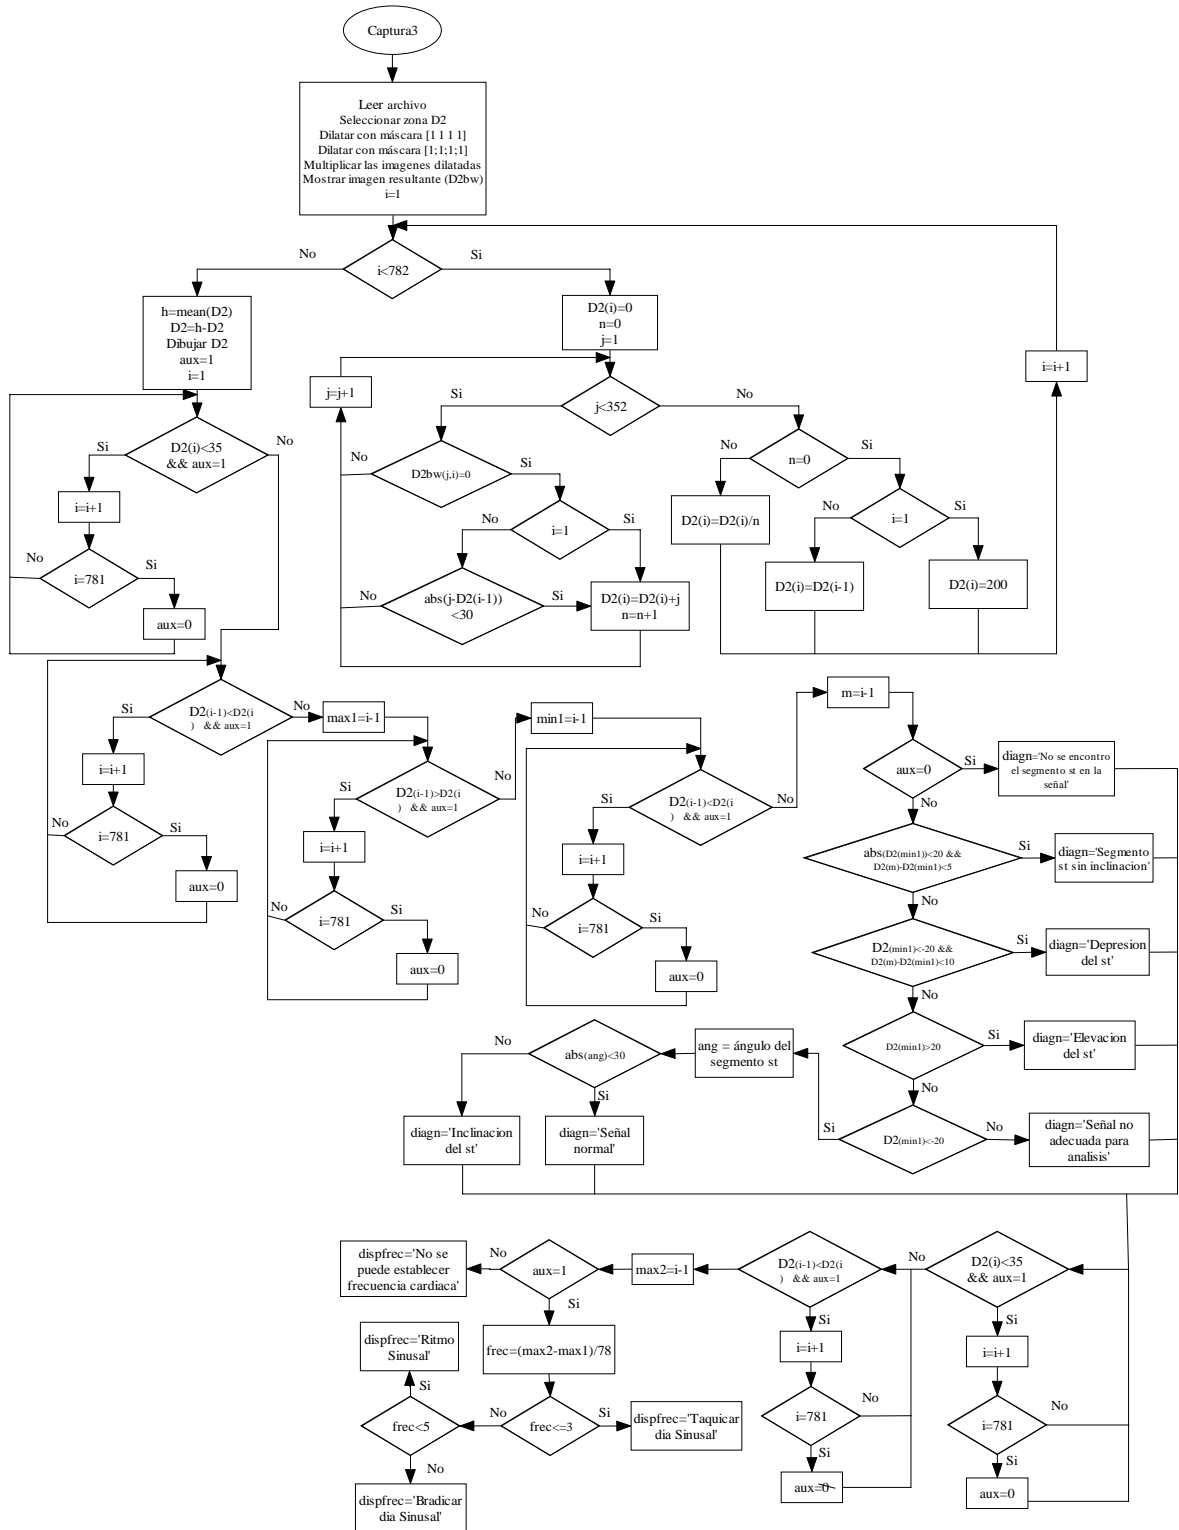 Captura3
Leer archivo
Seleccionar zona D2
Dilatar con máscara [1 1 1 1]
Dilatar con máscara [1;1;1;1]
Multiplicar las imagenes dilatadas
Mostrar imagen resultante (D2bw)
i=1
No
i<782
Si
h=mean(D2)
D2=h-D2
Dibujar D2
aux=1
i=1
D2(i)=0
n=0
j=1
i=i+1
j=j+1
Si
j<352
No
Si
D2(i)<35
&& aux=1
No
No
D2bw(j,i)=0
Si
No
n=0
Si
i=i+1
No
i=1
Si
D2(i)=D2(i)/n
No
i=1
Si
No
i=781
Si
No
abs(j-D2(i-1))
<30
Si
D2(i)=D2(i)+j
n=n+1
D2(i)=D2(i-1)
D2(i)=200
aux=0
Si
D2(i-1)<D2(i
) && aux=1
No
max1=i-1
i=i+1
No
i=781
Si
aux=0
Si
D2(i-1)>D2(i
) && aux=1
No
min1=i-1
i=i+1
No
i=781
Si
aux=0
Si
D2(i-1)<D2(i
) && aux=1
No
m=i-1
i=i+1
No
i=781
Si
aux=0
aux=0
Si
diagn='No se encontro
el segmento st en la
señal'
No
abs(D2(min1))<20 &&
D2(m)-D2(min1)<5
Si
diagn='Segmento
st sin inclinacion'
No
D2(min1)<-20 &&
D2(m)-D2(min1)<10
Si
diagn='Depresion
del st'
No
D2(min1)>20
Si
diagn='Elevacion
del st'
No
D2(min1)<-20
No
diagn='Señal no
adecuada para
analisis'
Si
ang = ángulo del
segmento st
abs(ang)<30
No
Si
diagn='Inclinacion
del st'
diagn='Señal
normal'
D2(i)<35
&& aux=1
No
Si
i=i+1
i=781
No
Si
aux=0
D2(i-1)<D2(i
) && aux=1
Si
i=i+1
i=781
No
Si
aux=0
max2=i-1
aux=1
No
dispfrec='No se
puede establecer
frecuencia cardiaca'
Si
frec=(max2-max1)/78
frec<=3
Si
dispfrec='Taquicar
dia Sinusal'
No
frec<5
Si
dispfrec='Ritmo
Sinusal'
No
dispfrec='Bradicar
dia Sinusal'